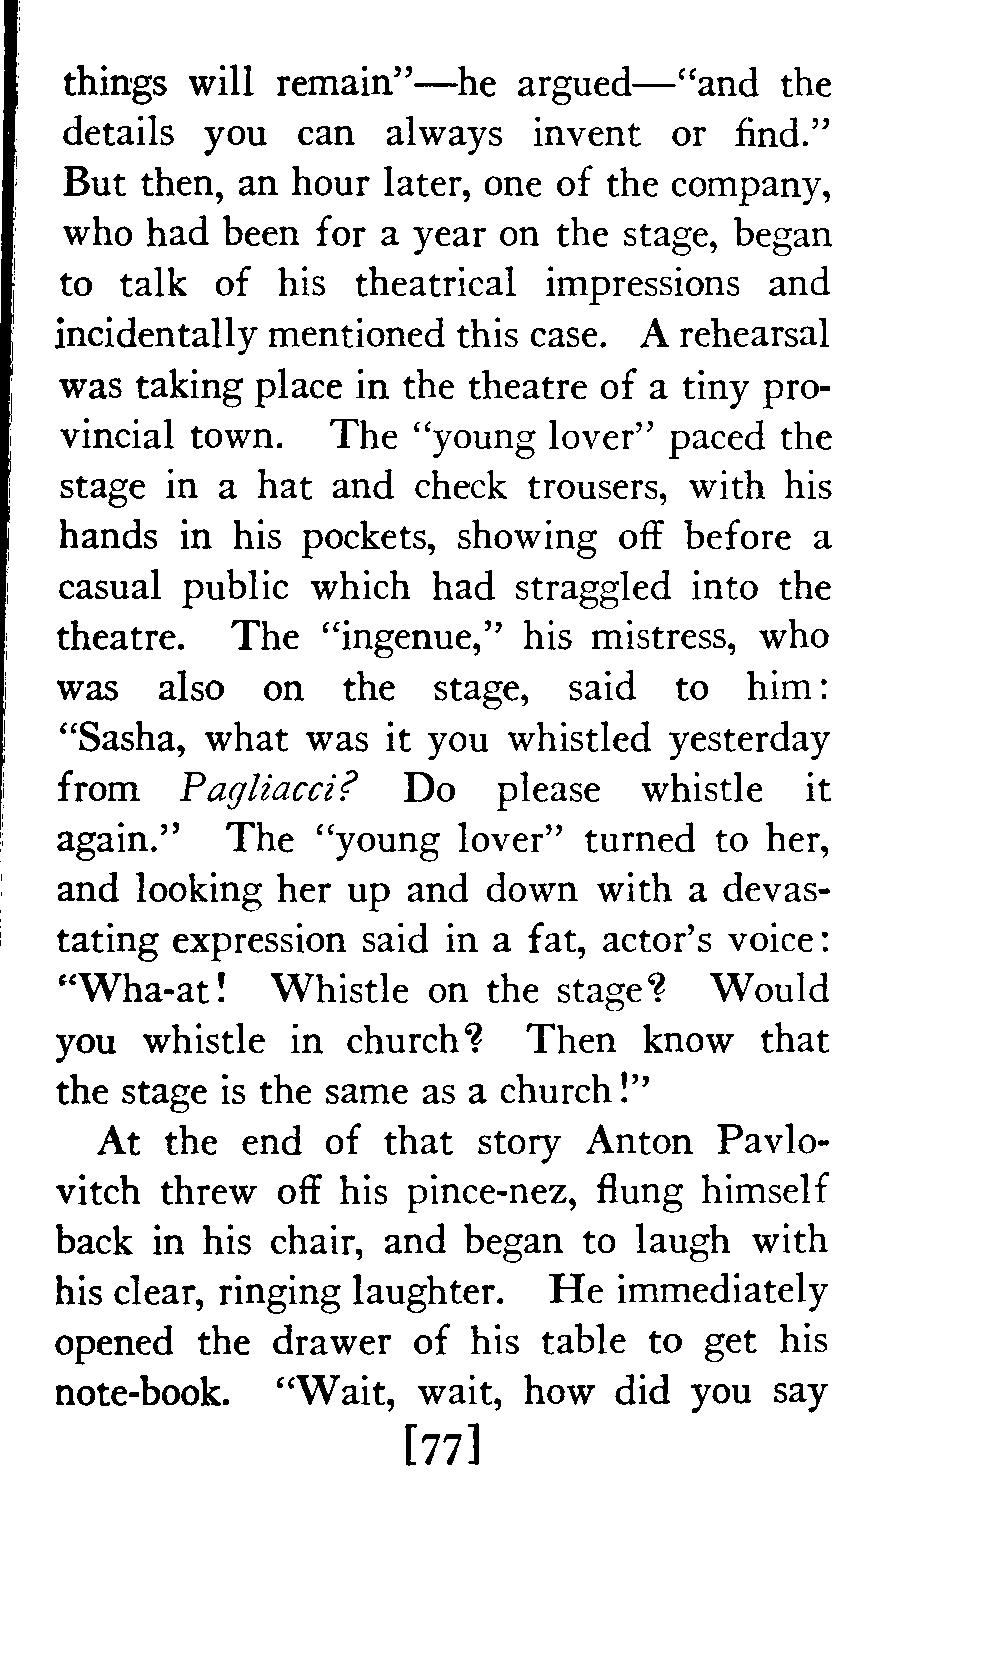 things will remain”—he argued—“and the
details you can always invent or find.”
But then, an hour later, one of the company,
who had been for a year on the stage, began
to talk of his theatrical impressions and
incidentally mentioned this case. A rehearsal
was taking place in the theatre of a tiny pro-
vincial town. The “young lover” paced the
stage in a hat and check trousers, with his
hands in his pockets, showing off before a
casual public which had straggled into the
theatre. The “ingenue,” his mistress, who
was also on the stage, said to him:
“Sasha, what was it you whistled yesterday
from Pagliacci? Do please whistle it
again.” The “young lover” turned to her,
and looking her up and down with a devas-
tating expression said in a fat, actor’s voice:
“Wha-at! Whistle on the stage? Would
you whistle in church? Then know that
the stage is the same as a church!”
At the end of that story Anton Pavlo-
vitch threw off his pince-nez, flung himself
back in his chair, and began to laugh with
his clear, ringing laughter. He immediately
opened the drawer of his table to get his
note-book. “Wait, wait, how did you say
[77]